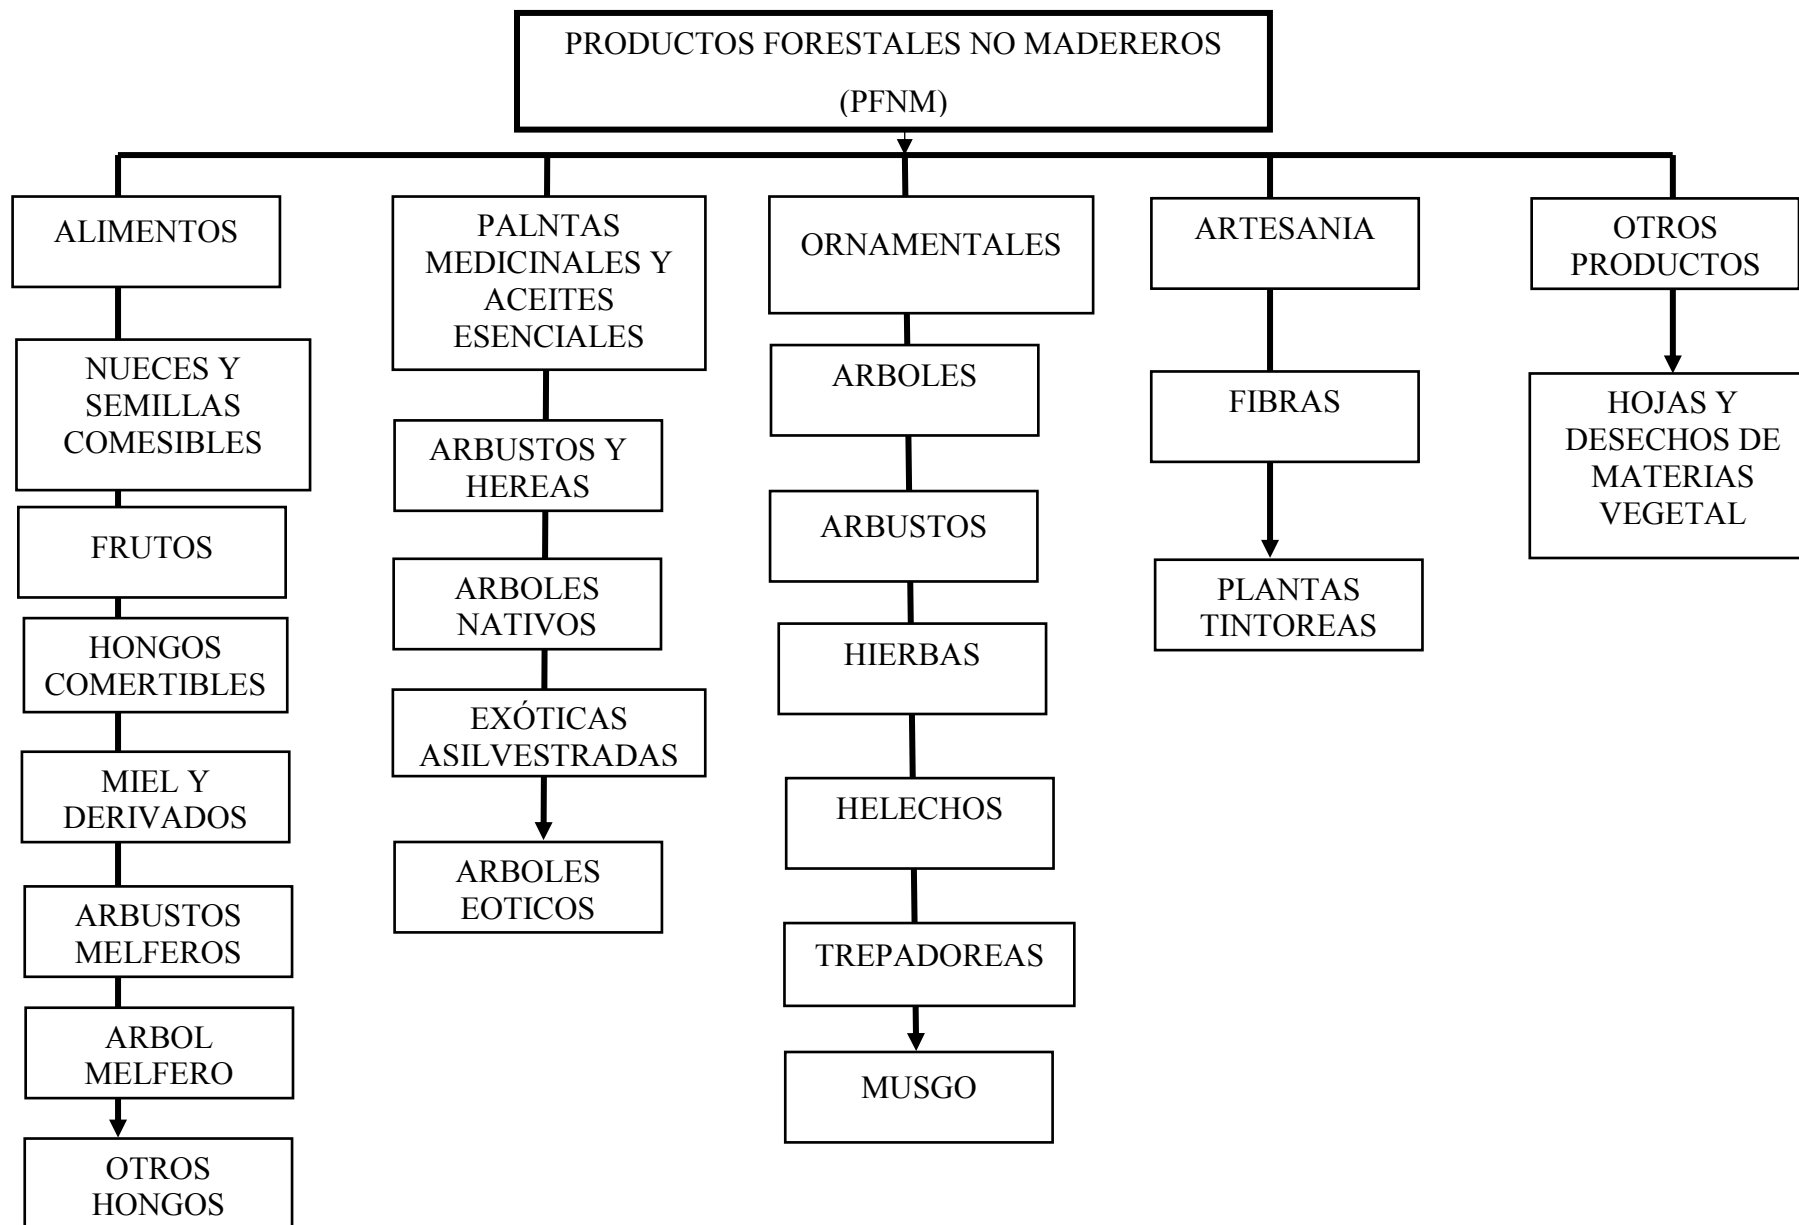 PRODUCTOS FORESTALES NO MADEREROS
(PFNM)
ALIMENTOS
NUECES Y
SEMILLAS
COMESIBLES
FRUTOS
HONGOS
COMERTIBLES
MIEL Y
DERIVADOS
ARBUSTOS
MELFEROS
ARBOL
MELFERO
OTROS
HONGOS
PALNTAS
MEDICINALES Y
ACEITES
ESENCIALES
ARBUSTOS Y
HEREAS
ARBOLES
NATIVOS
EXÓTICAS
ASILVESTRADAS
ARBOLES
EOTICOS
ORNAMENTALES
ARBOLES
ARBUSTOS
HIERBAS
HELECHOS
TREPADOREAS
MUSGO
ARTESANIA
FIBRAS
PLANTAS
TINTOREAS
OTROS
PRODUCTOS
HOJAS Y
DESECHOS DE
MATERIAS
VEGETAL